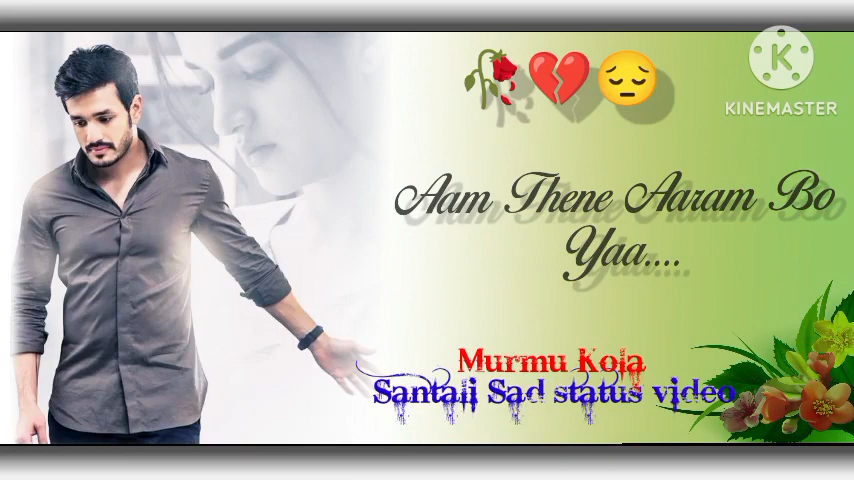 KINEMASTER
Aam Thene Aaram Bo
Yaa....
Murmu Kola
Santali Sad status video